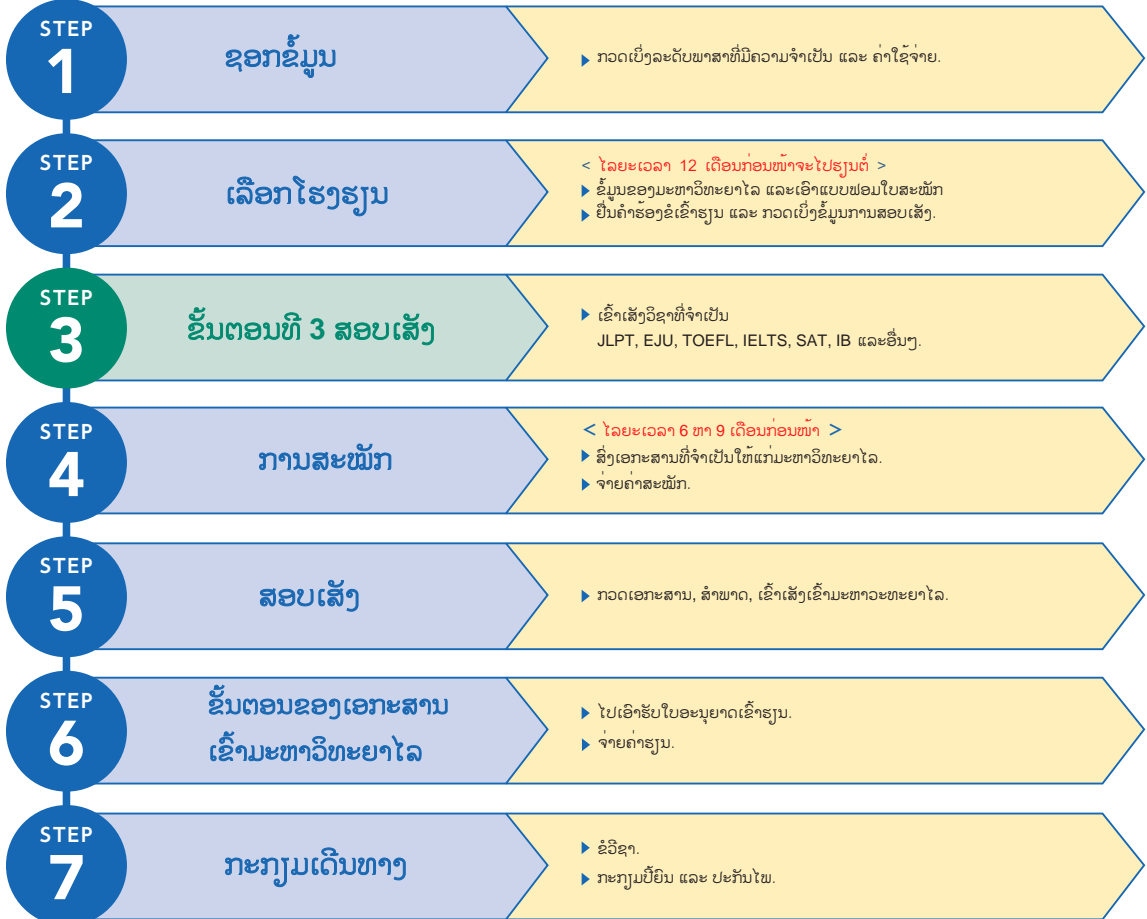 STEP
1
ຊອກຂໍ້ມູນ
ກວດເບິ່ງລະດັບພາສາທີ່ມີຄວາມຈຳເປັນ ແລະ ຄ່າໃຊ້ຈ່າຍ.
STEP
2
ເລືອກໂຮງຮຽນ
< ໄລຍະເວລາ 12 ເດືອນກ່ອນໜ້າຈະໄປຮຽນຕໍ່ >
ຂໍ້ມູນຂອງມະຫາວິທະຍາໄລ ແລະເອົາແບບຟອມໃບສະໝັກ
ຍື່ນຄຳຮ້ອງຂໍເຂົ້າຮຽນ ແລະ ກວດເບິ່ງຂໍ້ມູນການສອບເສັງ.
STEP
3
ຂັ້ນຕອນທີ 3 ສອບເສັງ
ເຂົ້າເສັງວິຊາທີ່ຈຳເປັນ
JLPT, EJU, TOEFL, IELTS, SAT, IB ແລະອື່ນໆ.
STEP
4
ການສະໝັກ
< ໄລຍະເວລາ 6 ຫາ 9 ເດືອນກ່ອນໜ້າ >
ສົ່ງເອກະສານທີ່ຈຳເປັນໃຫ້ແກ່ມະຫາວິທະຍາໄລ.
ຈ່າຍຄ່າສະໝັກ.
STEP
5
ສອບເສັງ
ກວດເອກະສານ, ສຳພາດ, ເຂົ້າເສັງເຂົ້າມະຫາວະທະຍາໄລ.
STEP
6
ຂັ້ນຕອນຂອງເອກະສານ
ເຂົ້າມະຫາວິທະຍາໄລ
ໄປເອົາຮັບໃບອະນຸຍາດເຂົ້າຮຽນ.
ຈ່າຍຄ່າຮຽນ.
STEP
7
ກະກຽມເດີນທາງ
ຂໍວີຊາ.
ກະກຽມປີ້ຍົນ ແລະ ປະກັນໄພ.